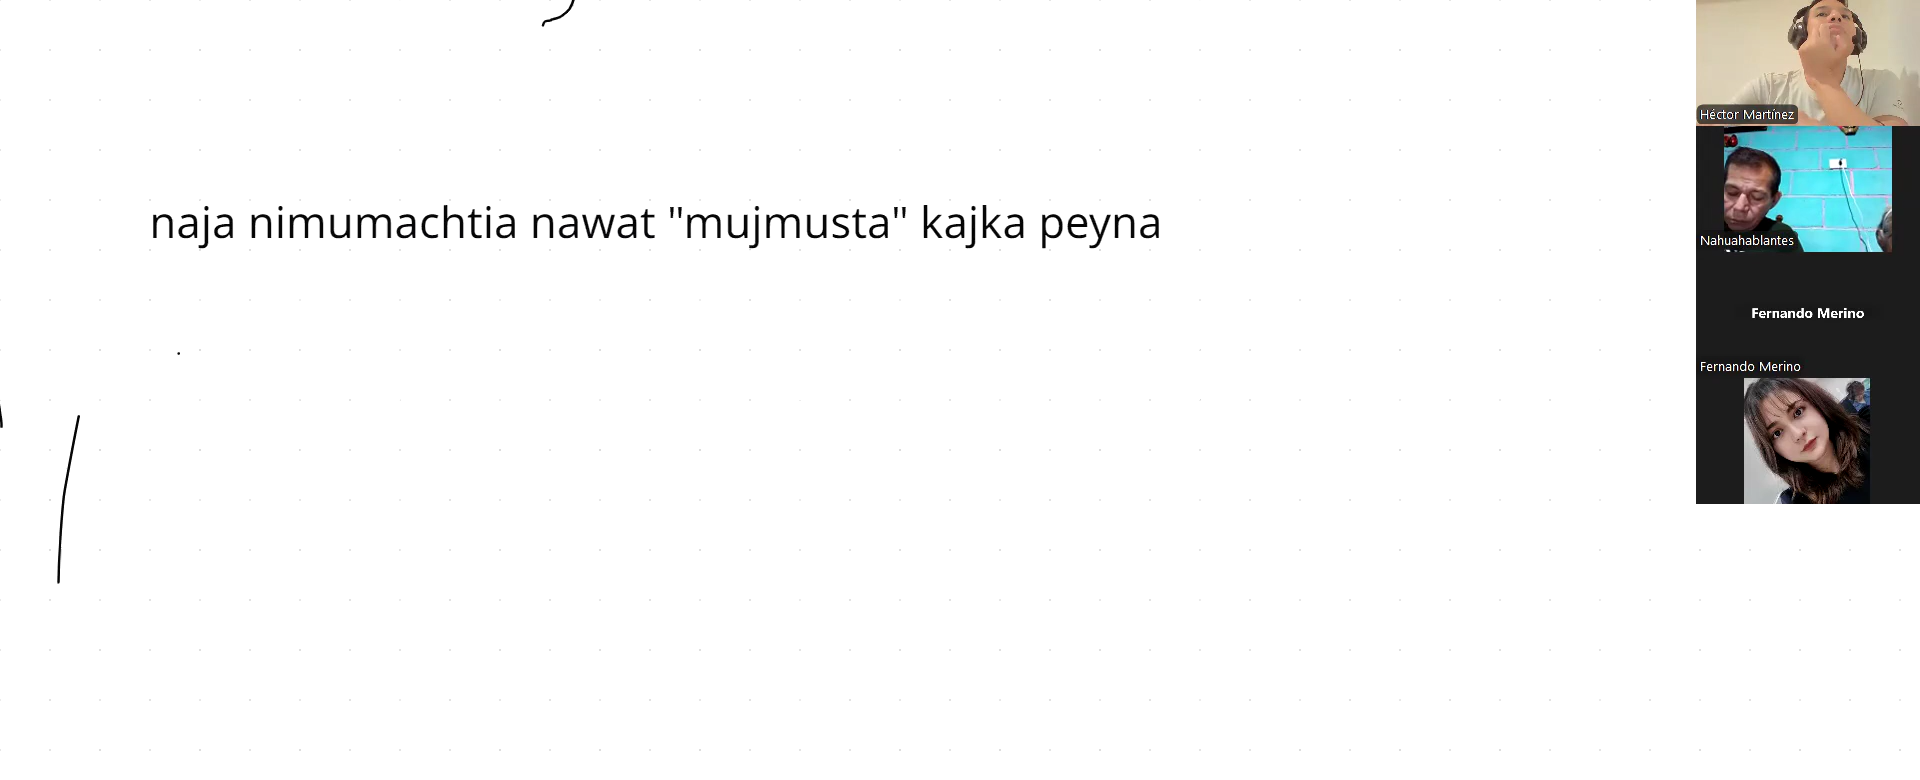 naja nimumachtia nawat "mujmusta" kajka peyna
Héctor Martínez
Nahuahablantes
Fernando Merino
Fernando Merino